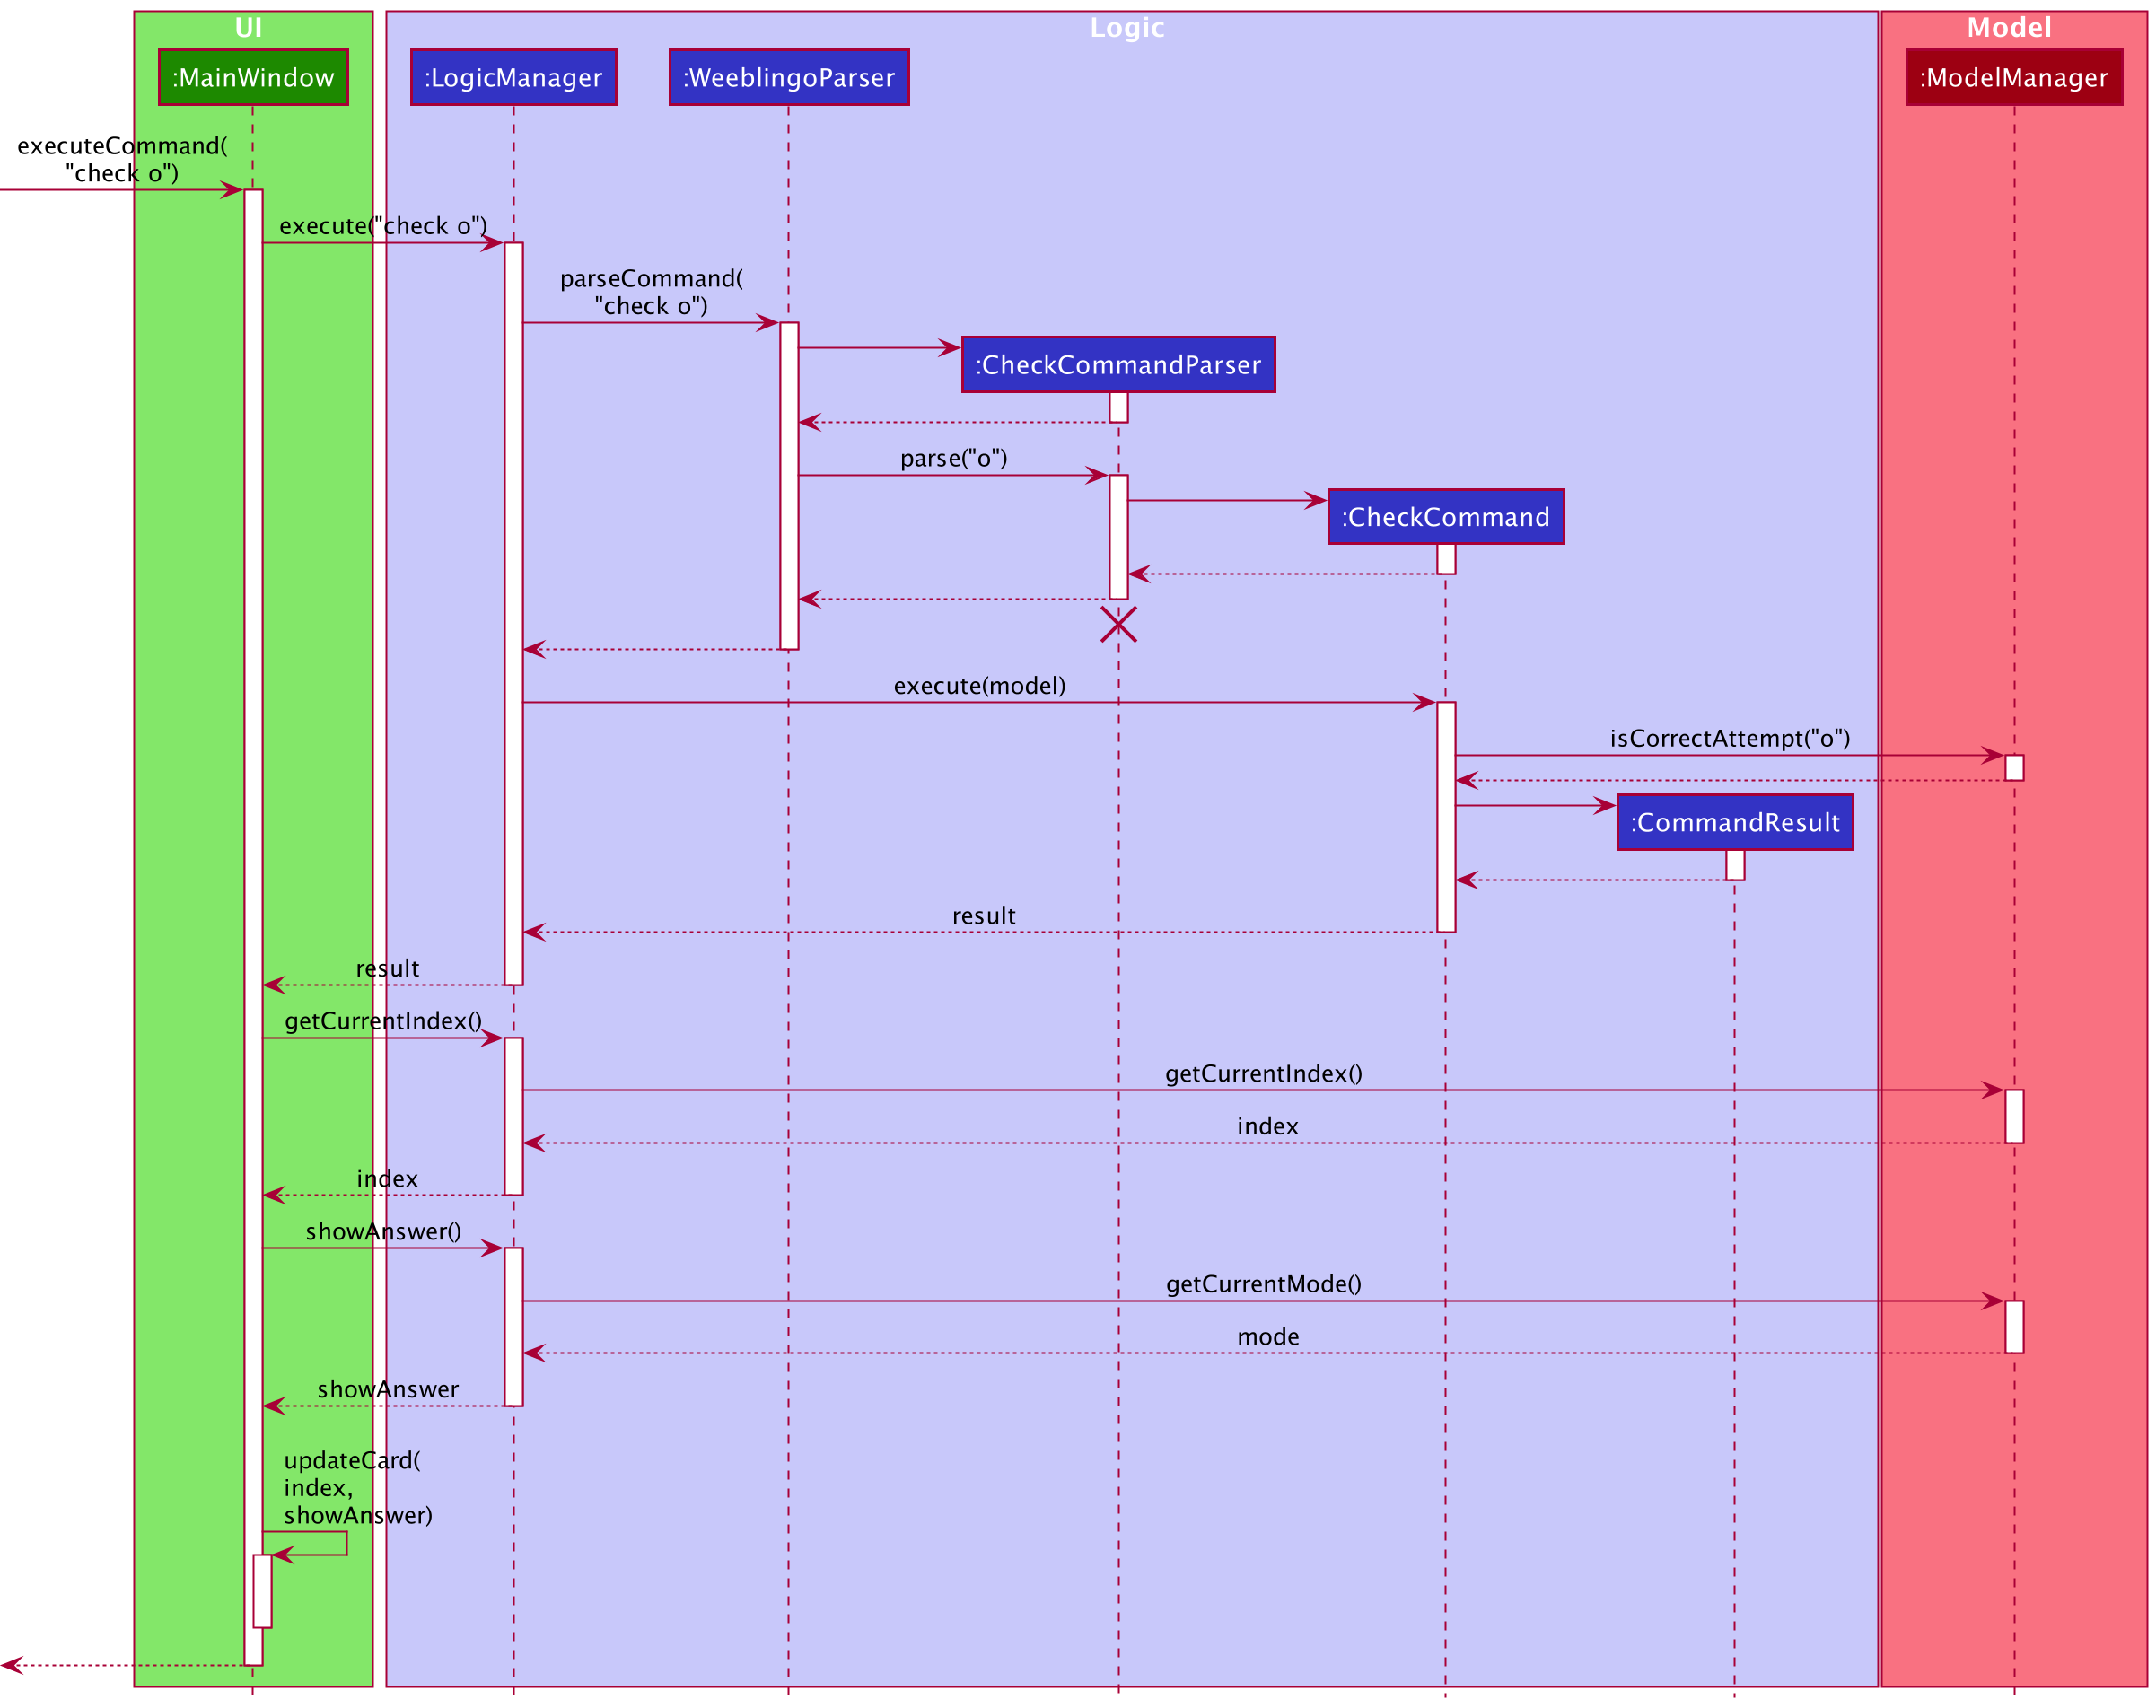 UI
Logic
Model
:MainWindow
:LogicManager
:WeeblingoParser
:ModelManager
executeCommand(
"check o")
execute("check o")
parseCommand(
"check o")
:CheckCommandParser
parse("o")
:CheckCommand
execute(model)
isCorrectAttempt("o")
:CommandResult
result
result
getCurrentIndex()
getCurrentIndex()
index
index
showAnswer()
getCurrentMode()
mode
showAnswer
updateCard(
index,
showAnswer)